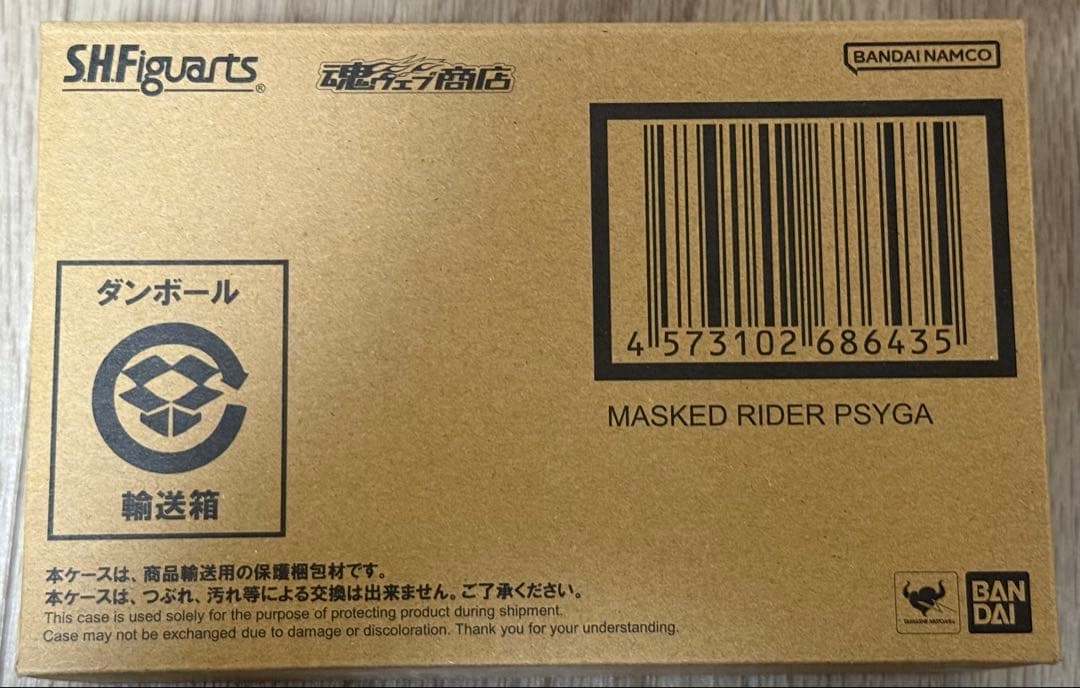 S.H.Figuarts®
魂ウェブ商店
BANDAI NAMCO
4 573102 686435
MASKED RIDER PSYGA
ダンボール
輸送箱
本ケースは、商品輸送用の保護梱包材です。
本ケースは、つぶれ、汚れ等による交換は出来ません。ご了承ください。
This case is used solely for the purpose of protecting product during shipment.
Case may not be exchanged due to damage or discoloration. Thank you for your understanding.
TAMASHII NATIONS
BAN
DAI